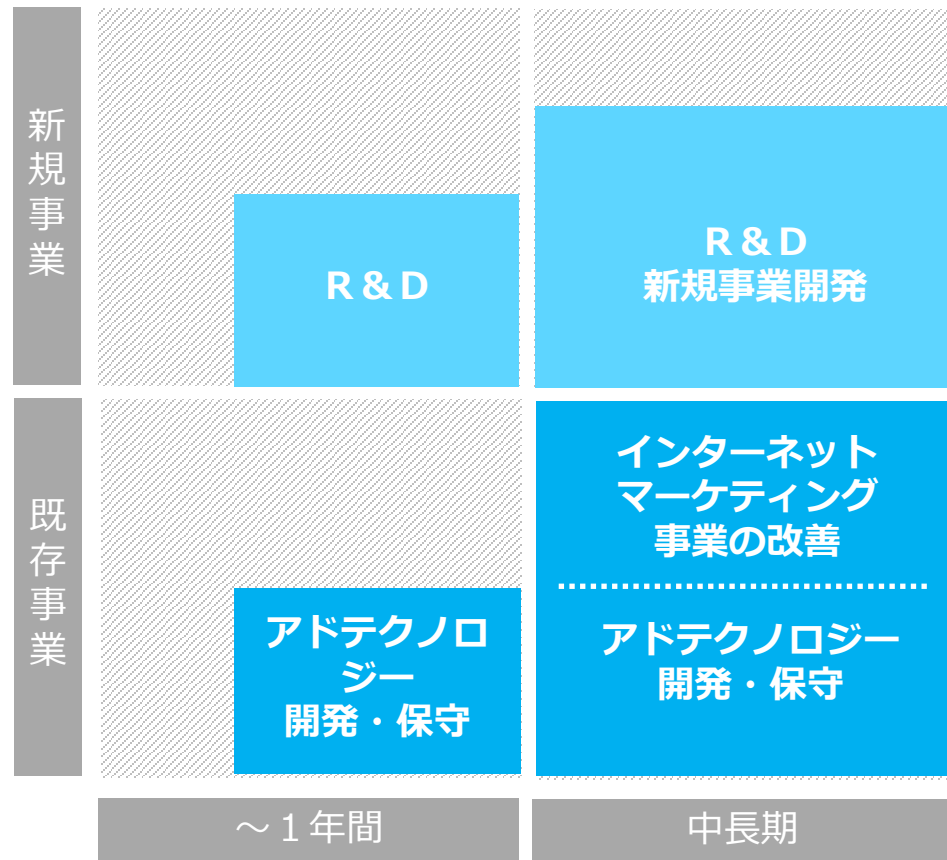 新規事業
R&D
R&D
新規事業開発
既存事業
インターネット
マーケティング
事業の改善
アドテクノロ
ジー
開発・保守
アドテクノロジー
開発・保守
～1年間
中長期